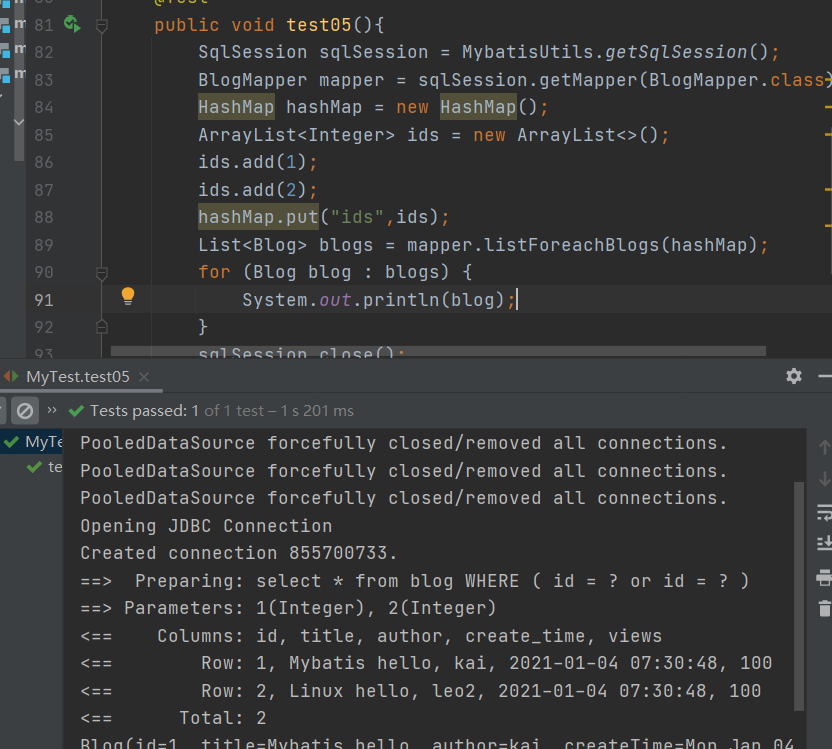 81 public void test05(){
82 SqlSession sqlSession = MybatisUtils.getSqlSession();
83 BlogMapper mapper = sqlSession.getMapper(BlogMapper.class)
84 HashMap hashMap = new HashMap();
85 ArrayList<Integer> ids = new ArrayList<>();
86 ids.add(1);
87 ids.add(2);
88 hashMap.put("ids",ids);
89 List<Blog> blogs = mapper.listForeachBlogs(hashMap);
90 for (Blog blog : blogs) {
91 System.out.println(blog);
92 }
93 sqlSession.close();
MyTest.test05
Tests passed: 1 of 1 test – 1 s 201 ms
MyTe
te
PooledDataSource forcefully closed/removed all connections.
PooledDataSource forcefully closed/removed all connections.
PooledDataSource forcefully closed/removed all connections.
Opening JDBC Connection
Created connection 855700733.
==>  Preparing: select * from blog WHERE ( id = ? or id = ? )
==> Parameters: 1(Integer), 2(Integer)
<==    Columns: id, title, author, create_time, views
<==        Row: 1, Mybatis hello, kai, 2021-01-04 07:30:48, 100
<==        Row: 2, Linux hello, leo2, 2021-01-04 07:30:48, 100
<==      Total: 2
Blog(id=1, title=Mybatis hello, author=kai, createTime=Mon Jan 04